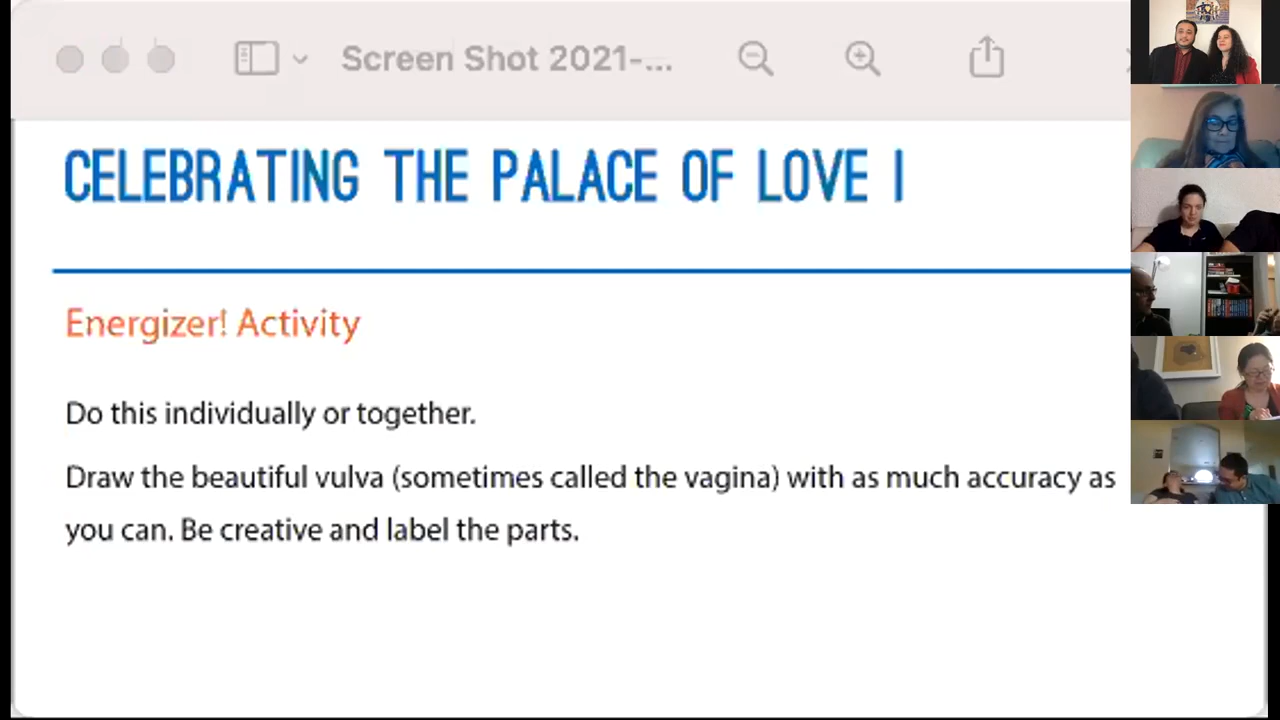 Screen Shot 2021-...
CELEBRATING THE PALACE OF LOVE I
Energizer! Activity
Do this individually or together.
Draw the beautiful vulva (sometimes called the vagina) with as much accuracy as
you can. Be creative and label the parts.